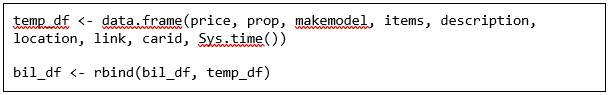 temp_df <- data.frame(price, prop, makemodel, items, description,
location, link, carid, Sys.time())
bil_df <- rbind(bil_df, temp_df)